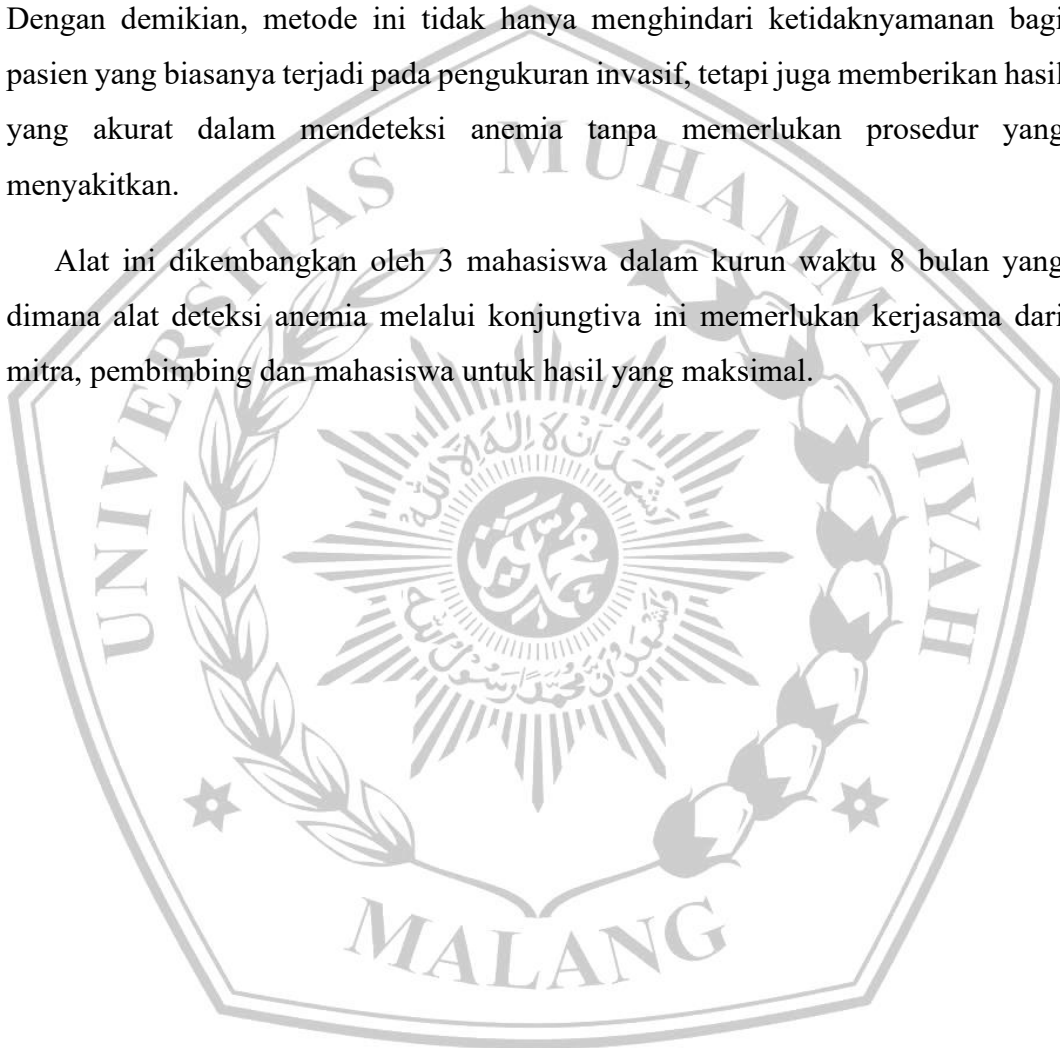 Dengan demikian, metode ini tidak hanya menghindari ketidaknyamanan bagi
pasien yang biasanya terjadi pada pengukuran invasif, tetapi juga memberikan hasil
yang akurat dalam mendeteksi anemia tanpa memerlukan prosedur yang
menyakitkan.
Alat ini dikembangkan oleh 3 mahasiswa dalam kurun waktu 8 bulan yang
dimana alat deteksi anemia melalui konjungtiva ini memerlukan kerjasama dari
mitra, pembimbing dan mahasiswa untuk hasil yang maksimal.
UNIVERSITAS MUHAMMADIYAH
MALANG